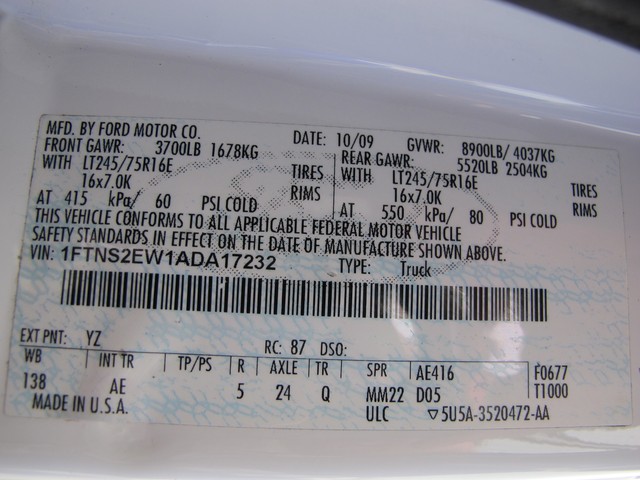 MFD. BY FORD MOTOR CO. DATE: 10/09 GVWR: 8900LB/ 4037KG
FRONT GAWR: 3700LB 1678KG REAR GAWR: 5520LB 2504KG
WITH LT245/75R16E TIRES WITH LT245/75R16E TIRES
16x7.0K RIMS 16x7.0K RIMS
AT 415 kPa/ 60 PSI COLD AT 550 kPa/ 80 PSI COLD
THIS VEHICLE CONFORMS TO ALL APPLICABLE FEDERAL MOTOR VEHICLE
SAFETY STANDARDS IN EFFECT ON THE DATE OF MANUFACTURE SHOWN ABOVE.
VIN: 1FTNS2EW1ADA17232 TYPE: Truck
EXT PNT: YZ RC: 87 DSO:
WB INT TR TP/PS R AXLE TR SPR AE416 F0677
138 AE 5 24 Q MM22 D05 T1000
MADE IN U.S.A. ULC ▽5U5A-3520472-AA